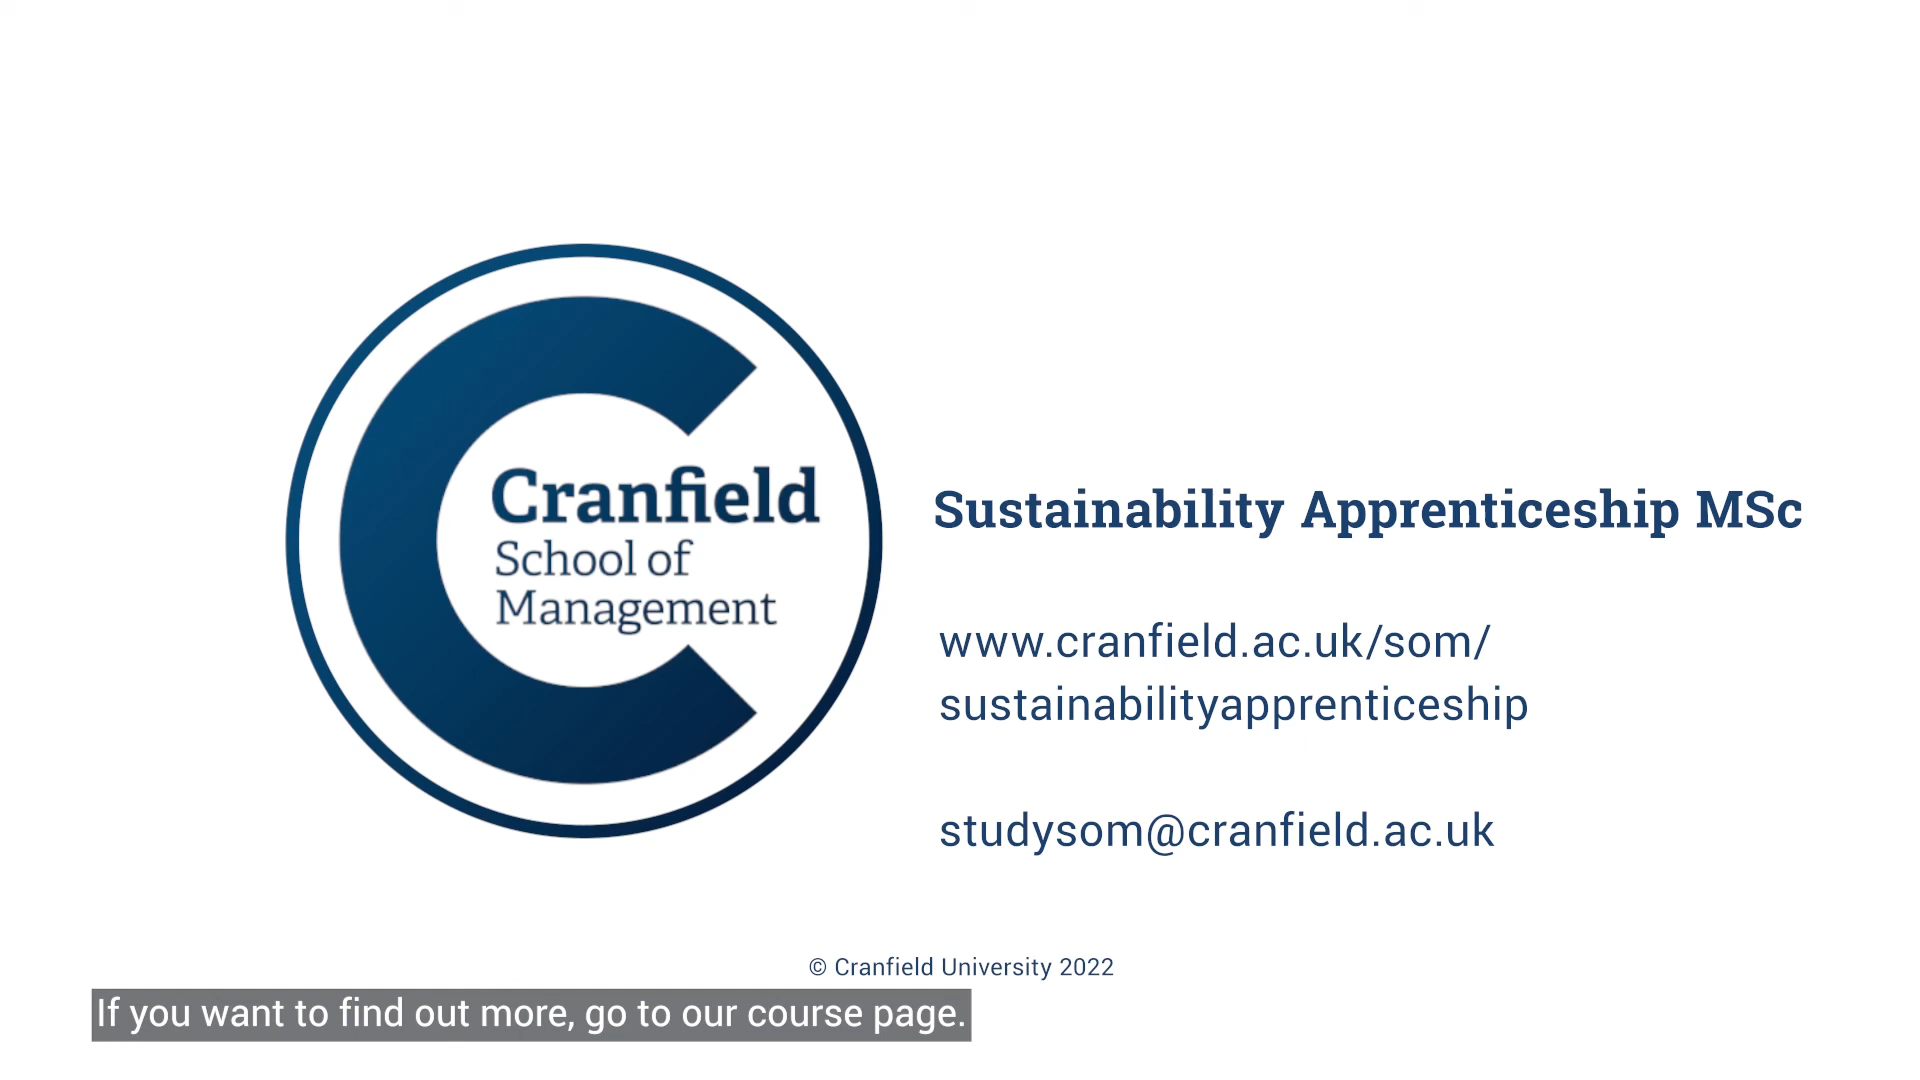 Cranfield
School of
Management
Sustainability Apprenticeship MSc
www.cranfield.ac.uk/som/
sustainabilityapprenticeship
studysom@cranfield.ac.uk
© Cranfield University 2022
If you want to find out more, go to our course page.